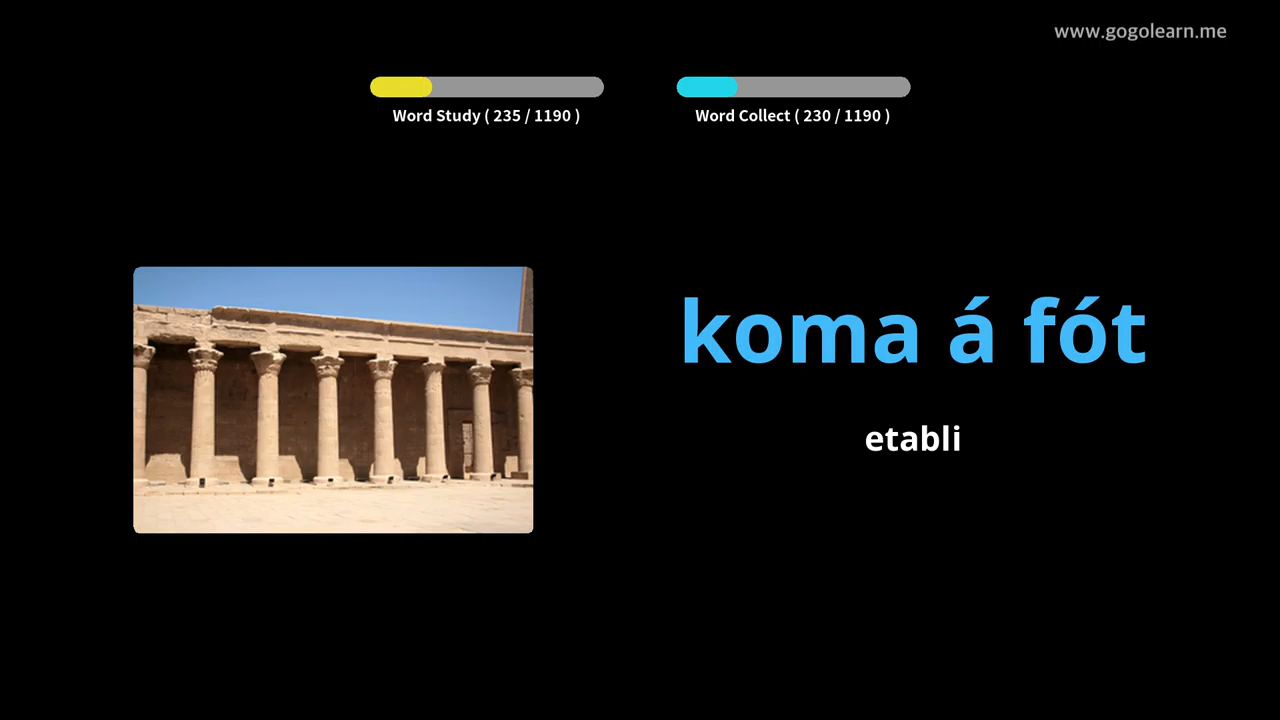 www.gogolearn.me
Word Study ( 235 / 1190 )
Word Collect ( 230 / 1190 )
koma á fót
etabli